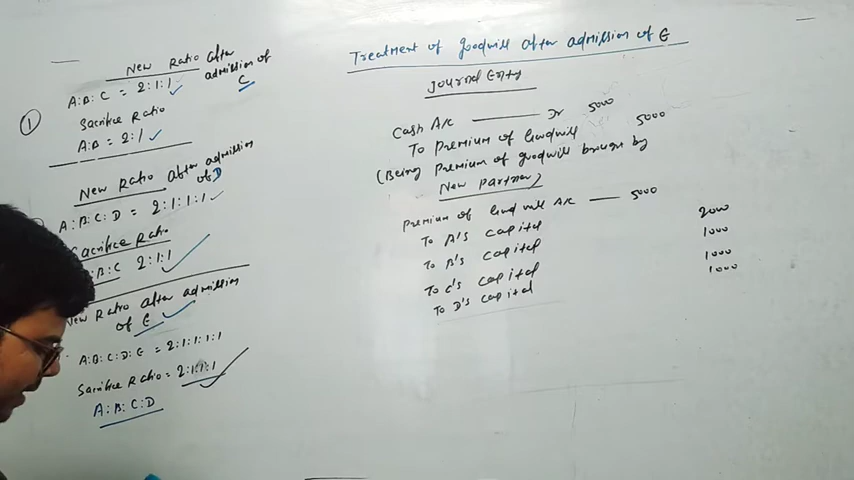 New Ratio after
admission of
C
A:B:C = 2:1:1
①
Sacrifice Ratio
A:B = 2:1
New Ratio after admission
of D
A:B:C:D = 2:1:1:1
Sacrifice Ratio
B:C 2:1:1
New Ratio after admission
of E
A:B:C:D:E = 2:1:1:1:1
Sacrifice Ratio = 2:1:1:1
A:B:C:D
Treatment of goodwill after admission of E
Journal Entry
Cash A/c —— Dr 5000
To Premium of Goodwill 5000
(Being Premium of goodwill brought by
New Partner)
Premium of Goodwill A/c —— 5000
To A's capital 2000
To B's capital 1000
To C's capital 1000
To D's capital 1000